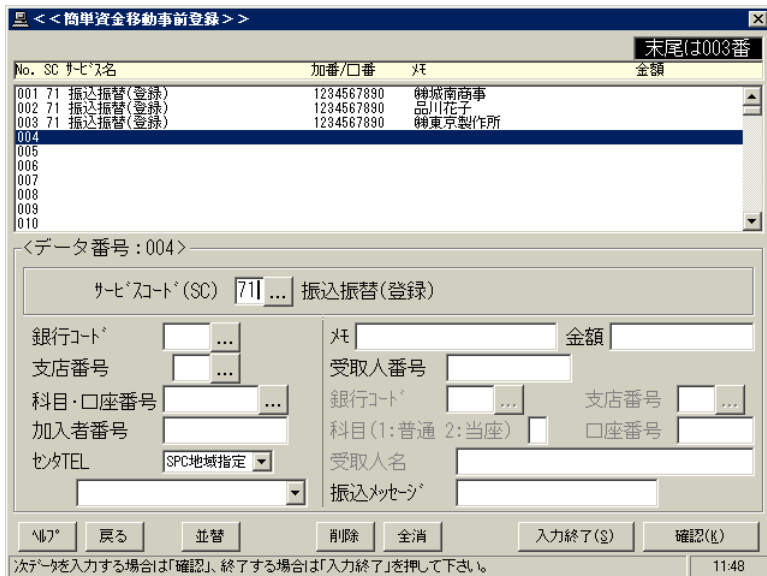 <<簡単資金移動事前登録>>
末尾は003番
No. SC ｻｰﾋﾞｽ名 加番/口番 ﾒﾓ 金額
001 71 振込振替(登録) 1234567890 ㈱城南商事
002 71 振込振替(登録) 1234567890 品川花子
003 71 振込振替(登録) 1234567890 ㈱東京製作所
004
005
006
007
008
009
010
<データ番号:004>
ｻｰﾋﾞｽｺｰﾄﾞ(SC) 71 ... 振込振替(登録)
銀行ｺｰﾄﾞ ...
支店番号 ...
科目・口座番号 ...
加入者番号
ｾﾝﾀTEL SPC地域指定
ﾒﾓ 金額
受取人番号
銀行ｺｰﾄﾞ ... 支店番号 ...
科目(1:普通 2:当座) 口座番号
受取人名
振込ﾒｯｾｰｼﾞ
ﾍﾙﾌﾟ 戻る 並替 削除 全消 入力終了(S) 確認(K)
次ﾃﾞｰﾀを入力する場合は「確認」、終了する場合は「入力終了」を押して下さい。 11:48